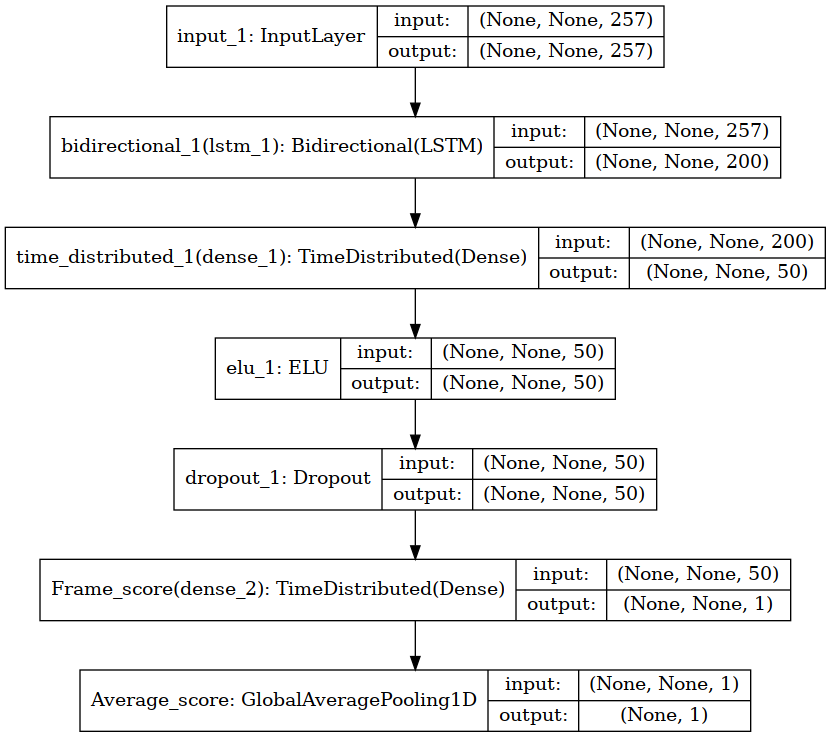 input_1: InputLayer
input: (None, None, 257)
output: (None, None, 257)
bidirectional_1(lstm_1): Bidirectional(LSTM)
input: (None, None, 257)
output: (None, None, 200)
time_distributed_1(dense_1): TimeDistributed(Dense)
input: (None, None, 200)
output: (None, None, 50)
elu_1: ELU
input: (None, None, 50)
output: (None, None, 50)
dropout_1: Dropout
input: (None, None, 50)
output: (None, None, 50)
Frame_score(dense_2): TimeDistributed(Dense)
input: (None, None, 50)
output: (None, None, 1)
Average_score: GlobalAveragePooling1D
input: (None, None, 1)
output: (None, 1)